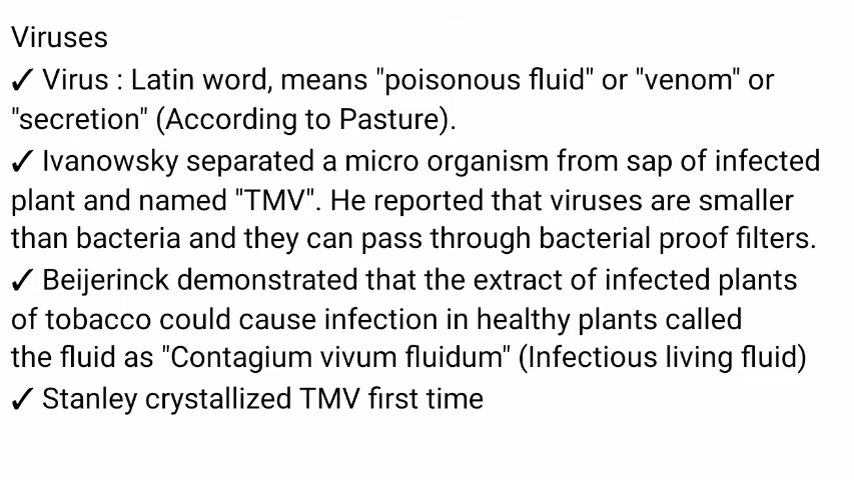 Viruses
✓ Virus : Latin word, means "poisonous fluid" or "venom" or
"secretion" (According to Pasture).
✓ Ivanowsky separated a micro organism from sap of infected
plant and named "TMV". He reported that viruses are smaller
than bacteria and they can pass through bacterial proof filters.
✓ Beijerinck demonstrated that the extract of infected plants
of tobacco could cause infection in healthy plants called
the fluid as "Contagium vivum fluidum" (Infectious living fluid)
✓ Stanley crystallized TMV first time